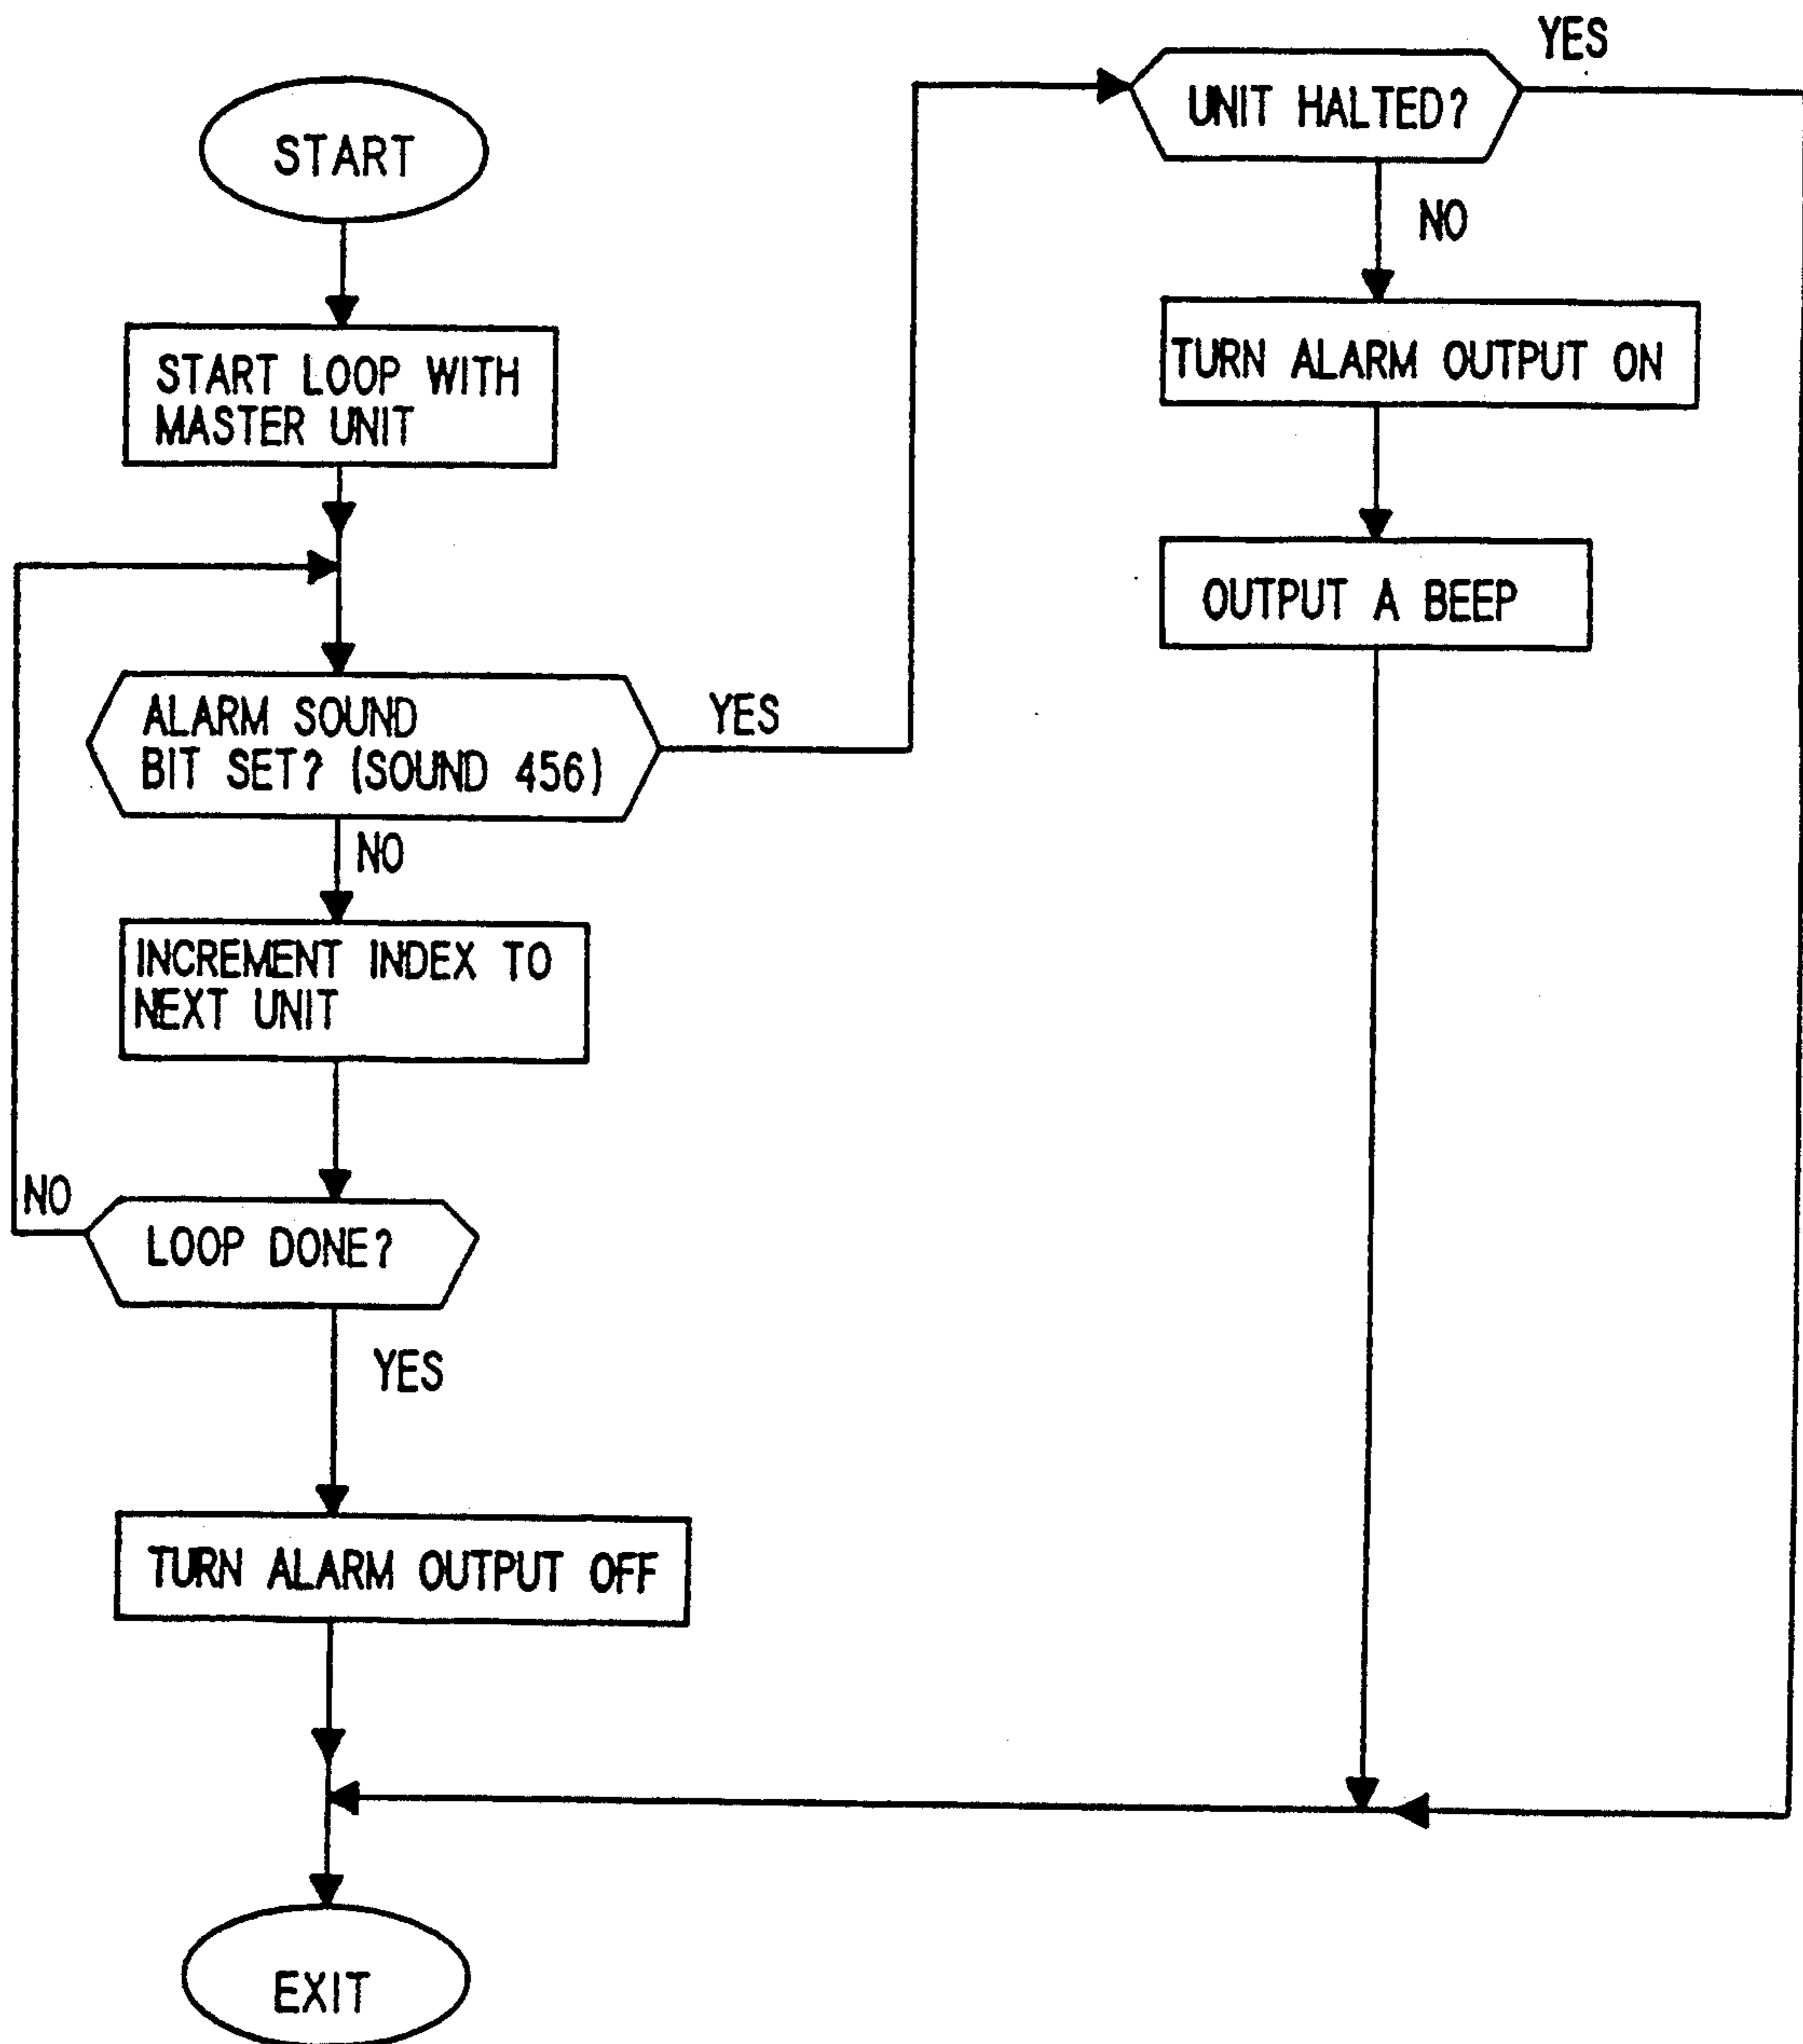 START
START LOOP WITH
MASTER UNIT
ALARM SOUND
BIT SET? (SOUND 456)
YES
NO
INCREMENT INDEX TO
NEXT UNIT
NO
LOOP DONE?
YES
TURN ALARM OUTPUT OFF
EXIT
UNIT HALTED?
YES
NO
TURN ALARM OUTPUT ON
OUTPUT A BEEP